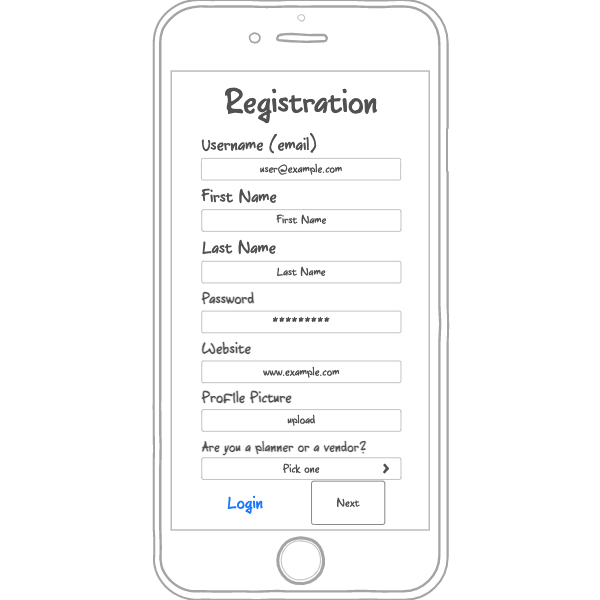 Registration
Username (email)
user@example.com
First Name
First Name
Last Name
Last Name
Password
*********
Website
www.example.com
Profile Picture
upload
Are you a planner or a vendor?
Pick one
Login
Next